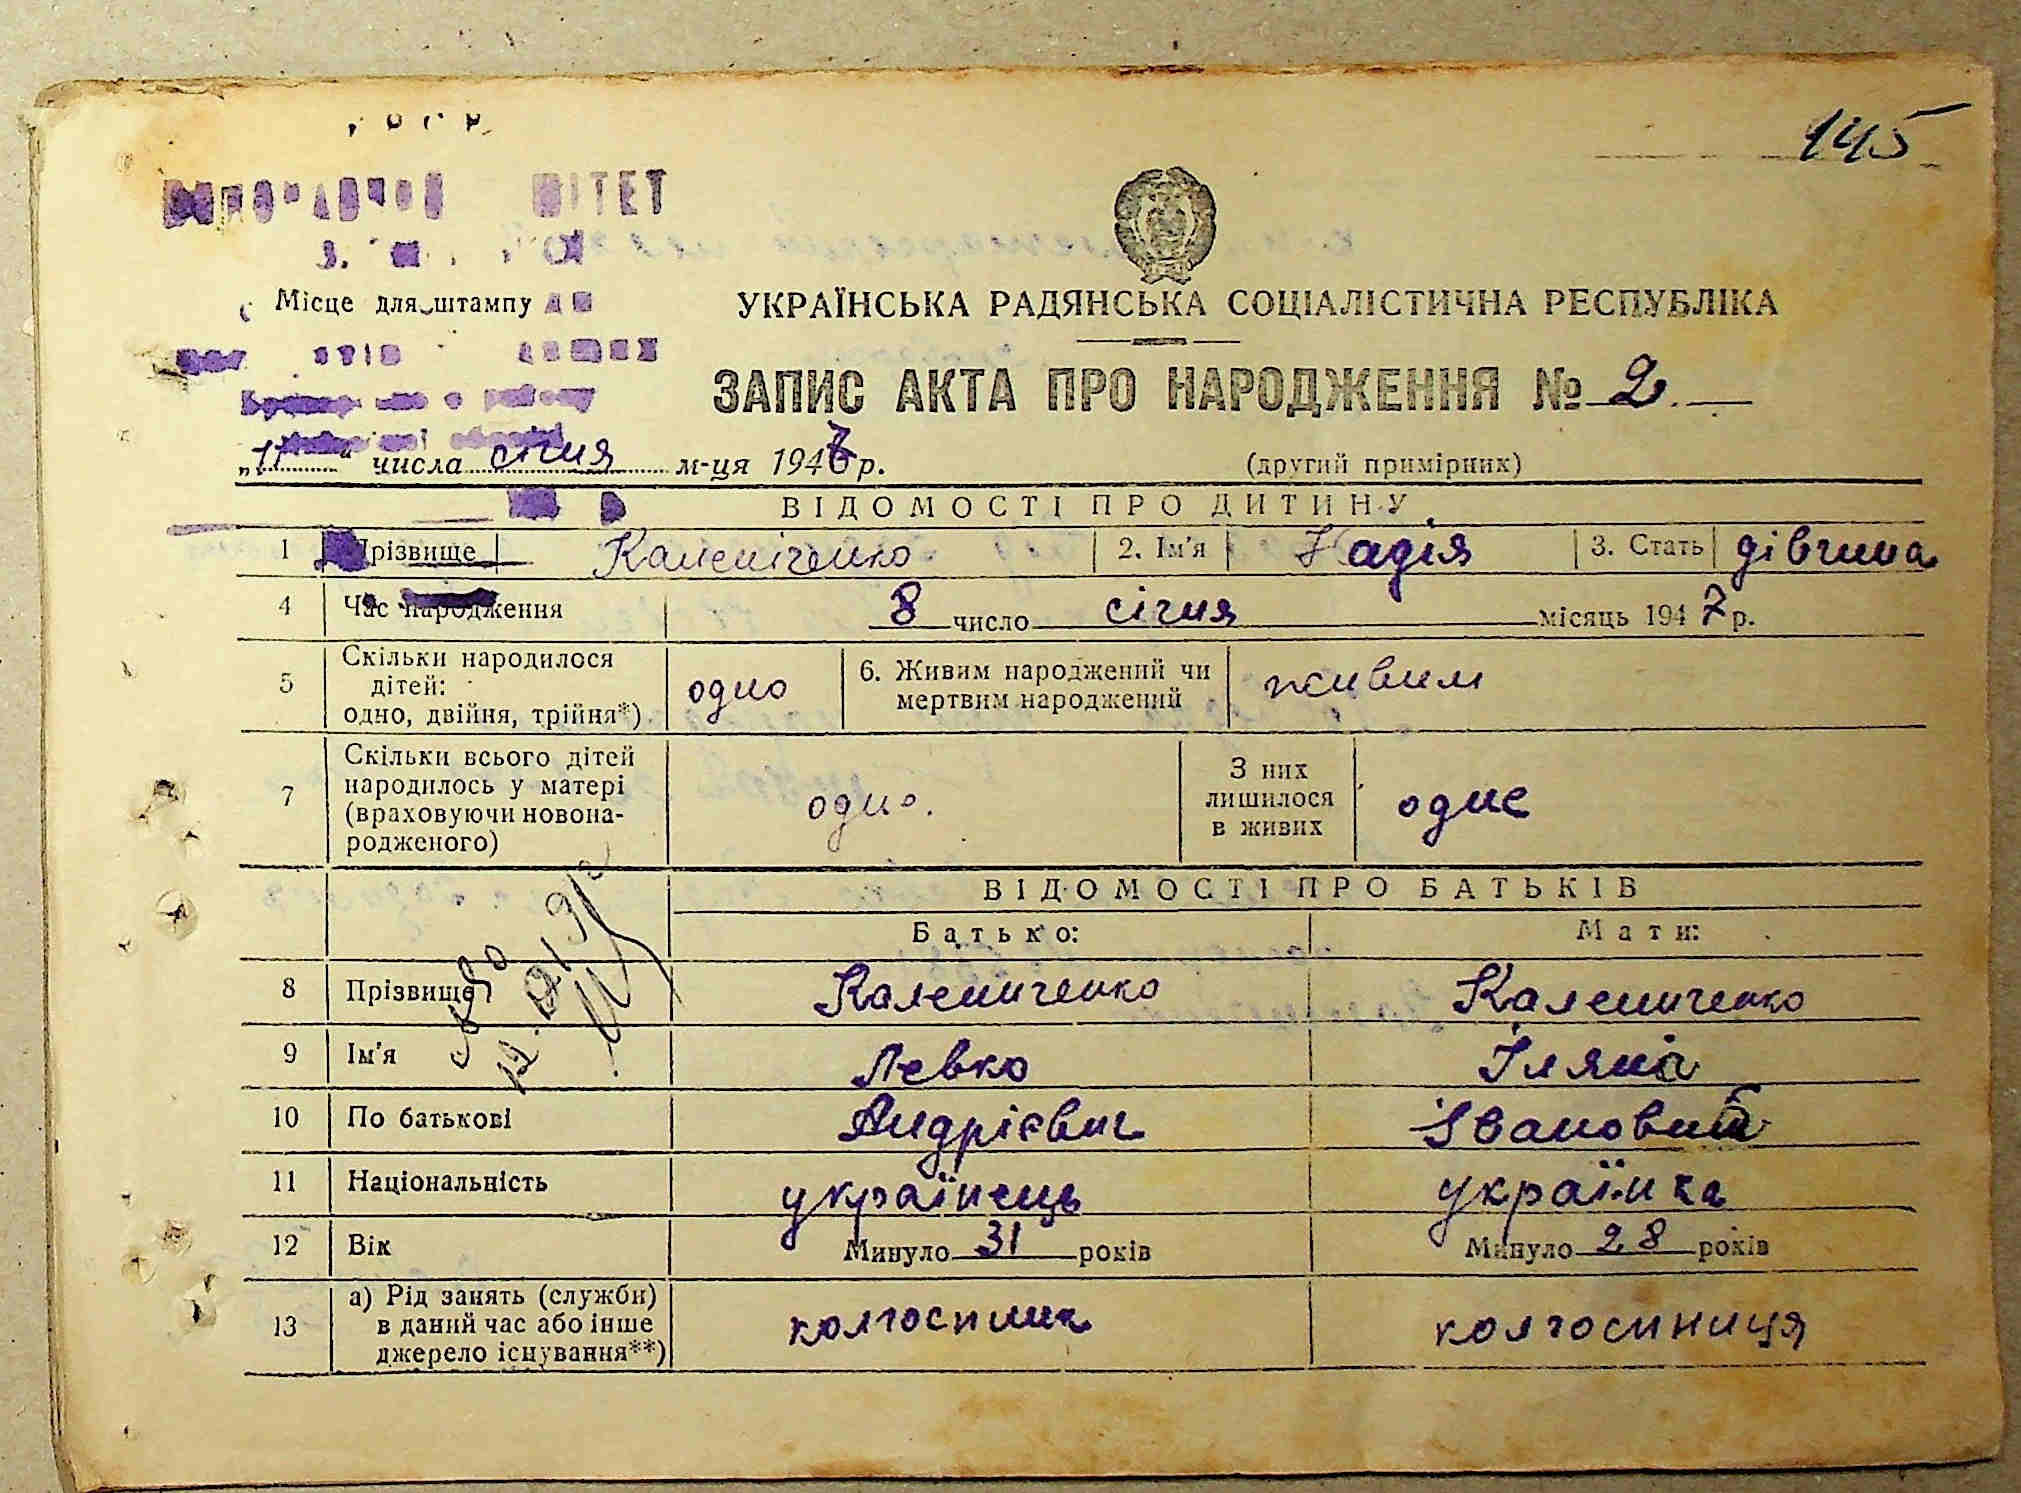 145
Місце для штампу
УКРАЇНСЬКА РАДЯНСЬКА СОЦІАЛІСТИЧНА РЕСПУБЛІКА
ЗАПИС АКТА ПРО НАРОДЖЕННЯ № 2
„11“ числа січня м-ця 1947 р. (другий примірник)
ВІДОМОСТІ ПРО ДИТИНУ
1 Прізвище Каленіченко 2. Ім'я Надія 3. Стать дівчина
4 Час народження 8 число січня місяць 1947 р.
5 Скільки народилося дітей: одно, двійня, трійня*) одно 6. Живим народжений чи мертвим народжений живим
7 Скільки всього дітей народилось у матері (враховуючи новонародженого) одно. З них лишилося в живих одне
ВІДОМОСТІ ПРО БАТЬКІВ
Батько: Мати:
8 Прізвище Калениченко Калениченко
9 Ім'я Левко Іляна
10 По батькові Андрієвич
11 Національність українець українка
12 Вік Минуло 31 років Минуло 28 років
13 а) Рід занять (служби) в даний час або інше джерело існування**) колгоспник колгосниця